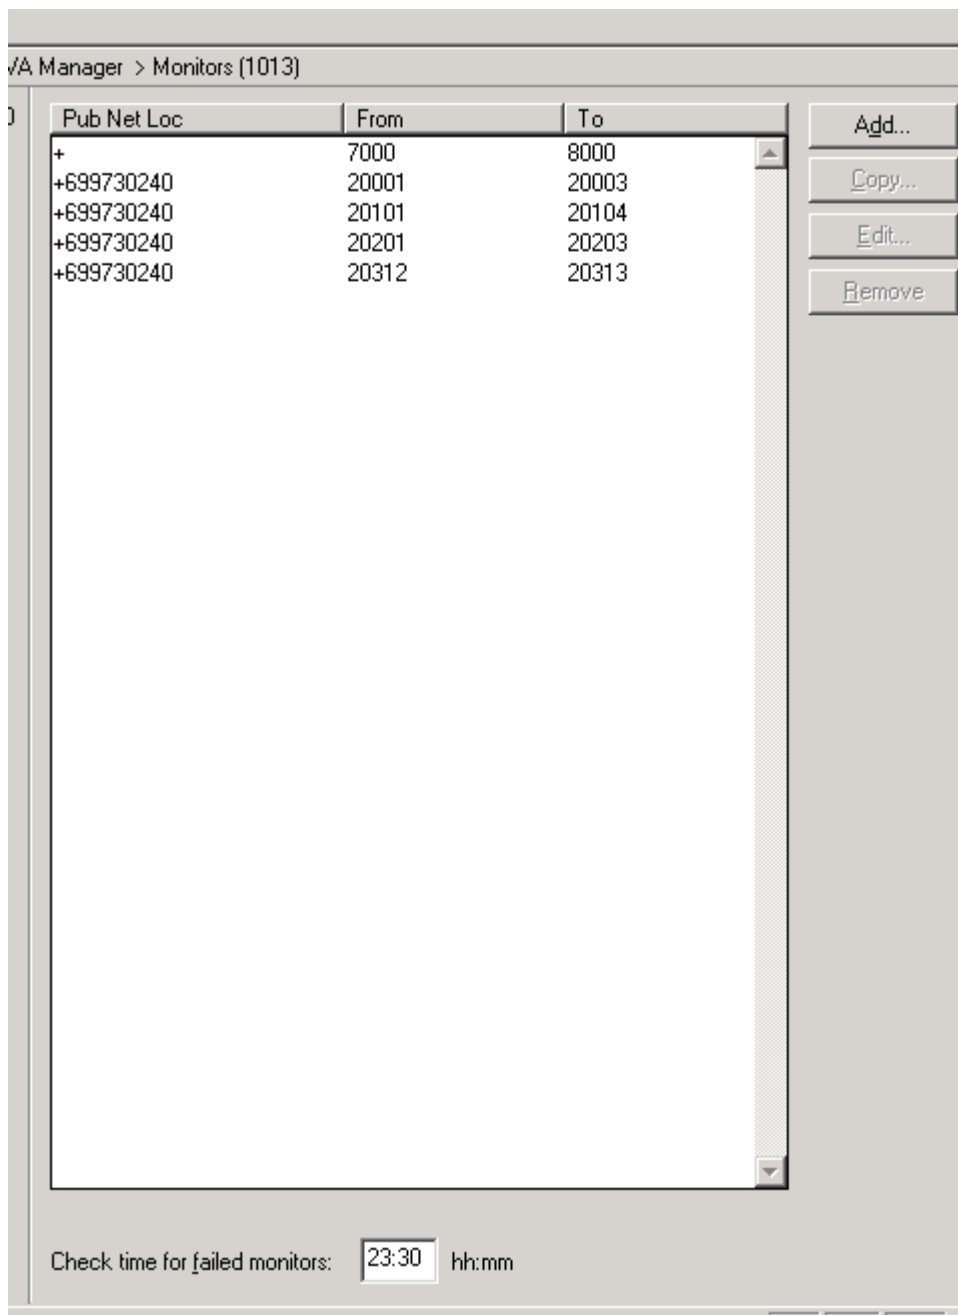 VA Manager > Monitors (1013)
Pub Net Loc From To
+ 7000 8000
+699730240 20001 20003
+699730240 20101 20104
+699730240 20201 20203
+699730240 20312 20313
Add...
Copy...
Edit...
Remove
Check time for failed monitors: 23:30 hh:mm